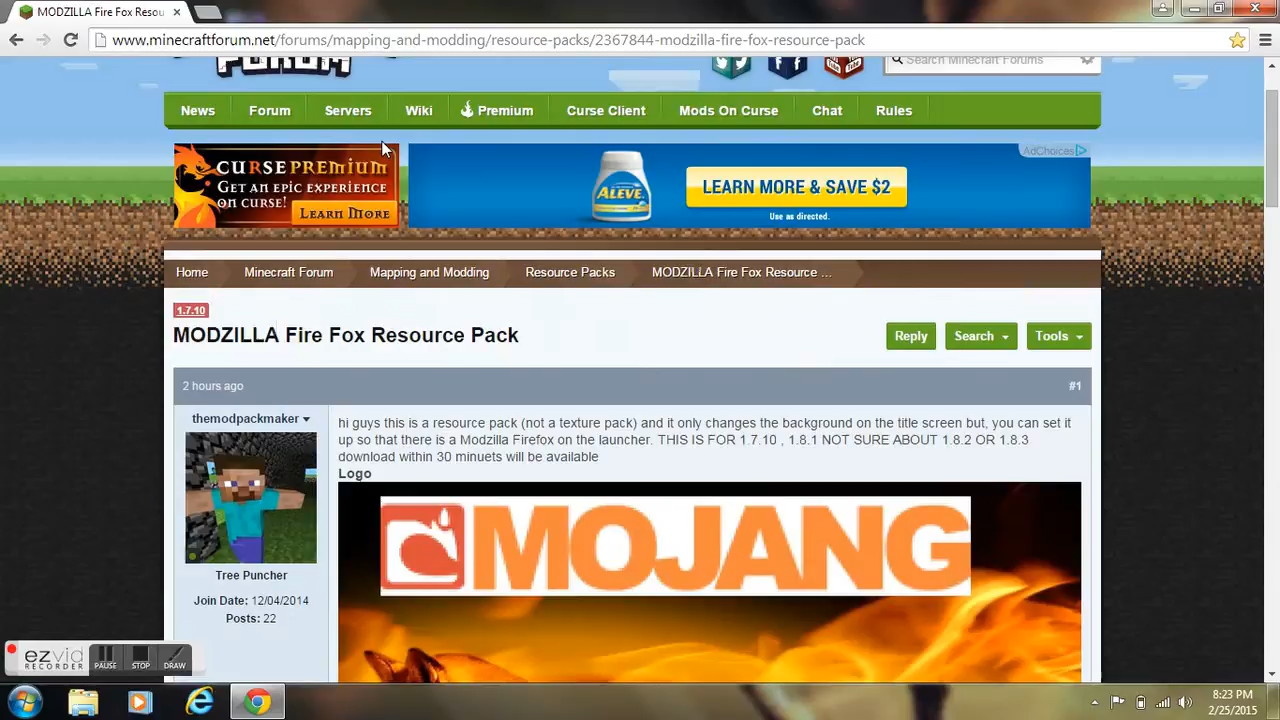 MODZILLA Fire Fox Resou
www.minecraftforum.net/forums/mapping-and-modding/resource-packs/2367844-modzilla-fire-fox-resource-pack
FORUM
Search Minecraft Forums
News Forum Servers Wiki Premium Curse Client Mods On Curse Chat Rules
CURSE PREMIUM
GET AN EPIC EXPERIENCE
ON CURSE!
LEARN MORE
ALEVE
LEARN MORE & SAVE $2
Use as directed.
AdChoices
Home Minecraft Forum Mapping and Modding Resource Packs MODZILLA Fire Fox Resource ...
1.7.10
MODZILLA Fire Fox Resource Pack
Reply Search Tools
2 hours ago #1
themodpackmaker
Tree Puncher
Join Date: 12/04/2014
Posts: 22
hi guys this is a resource pack (not a texture pack) and it only changes the background on the title screen but, you can set it
up so that there is a Modzilla Firefox on the launcher. THIS IS FOR 1.7.10 , 1.8.1 NOT SURE ABOUT 1.8.2 OR 1.8.3
download within 30 minuets will be available
Logo
MOJANG
ezvid
RECORDER
PAUSE STOP DRAW
8:23 PM
2/25/2015